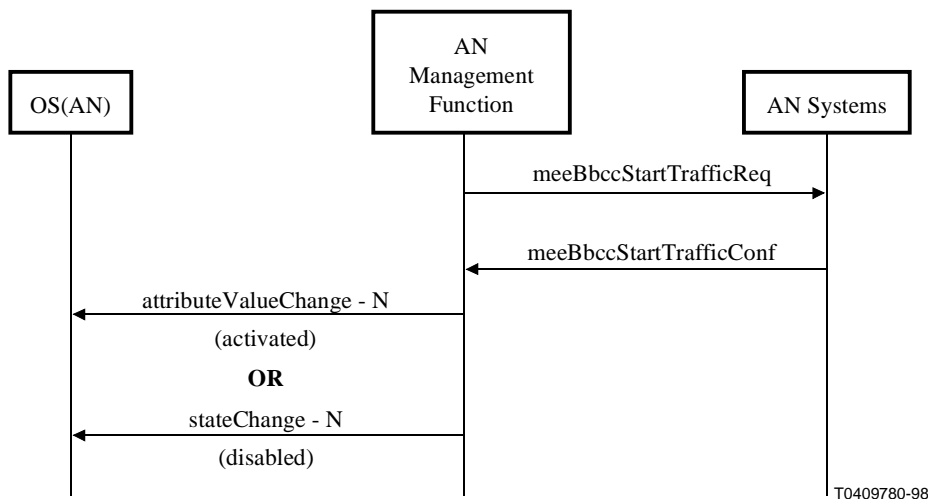 AN
Management
Function
OS(AN)
AN Systems
meeBbccStartTrafficReq
meeBbccStartTrafficConf
attributeValueChange - N
(activated)
OR
stateChange - N
(disabled)
T0409780-98